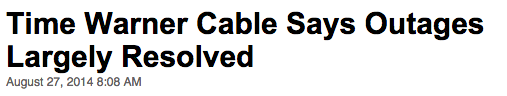 Time Warner Cable Says Outages
Largely Resolved
August 27, 2014 8:08 AM